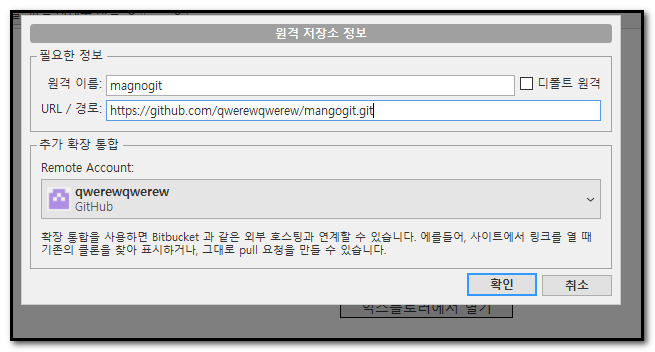 원격 저장소 정보
필요한 정보
원격 이름: magnogit 디폴트 원격
URL / 경로: https://github.com/qwerewqwerew/mangogit.git
추가 확장 통합
Remote Account:
qwerewqwerew
GitHub
확장 통합을 사용하면 Bitbucket 과 같은 외부 호스팅과 연계할 수 있습니다. 예를들어, 사이트에서 링크를 열 때
기존의 클론을 찾아 표시하거나, 그대로 pull 요청을 만들 수 있습니다.
확인 취소
익스플로러에서 열기